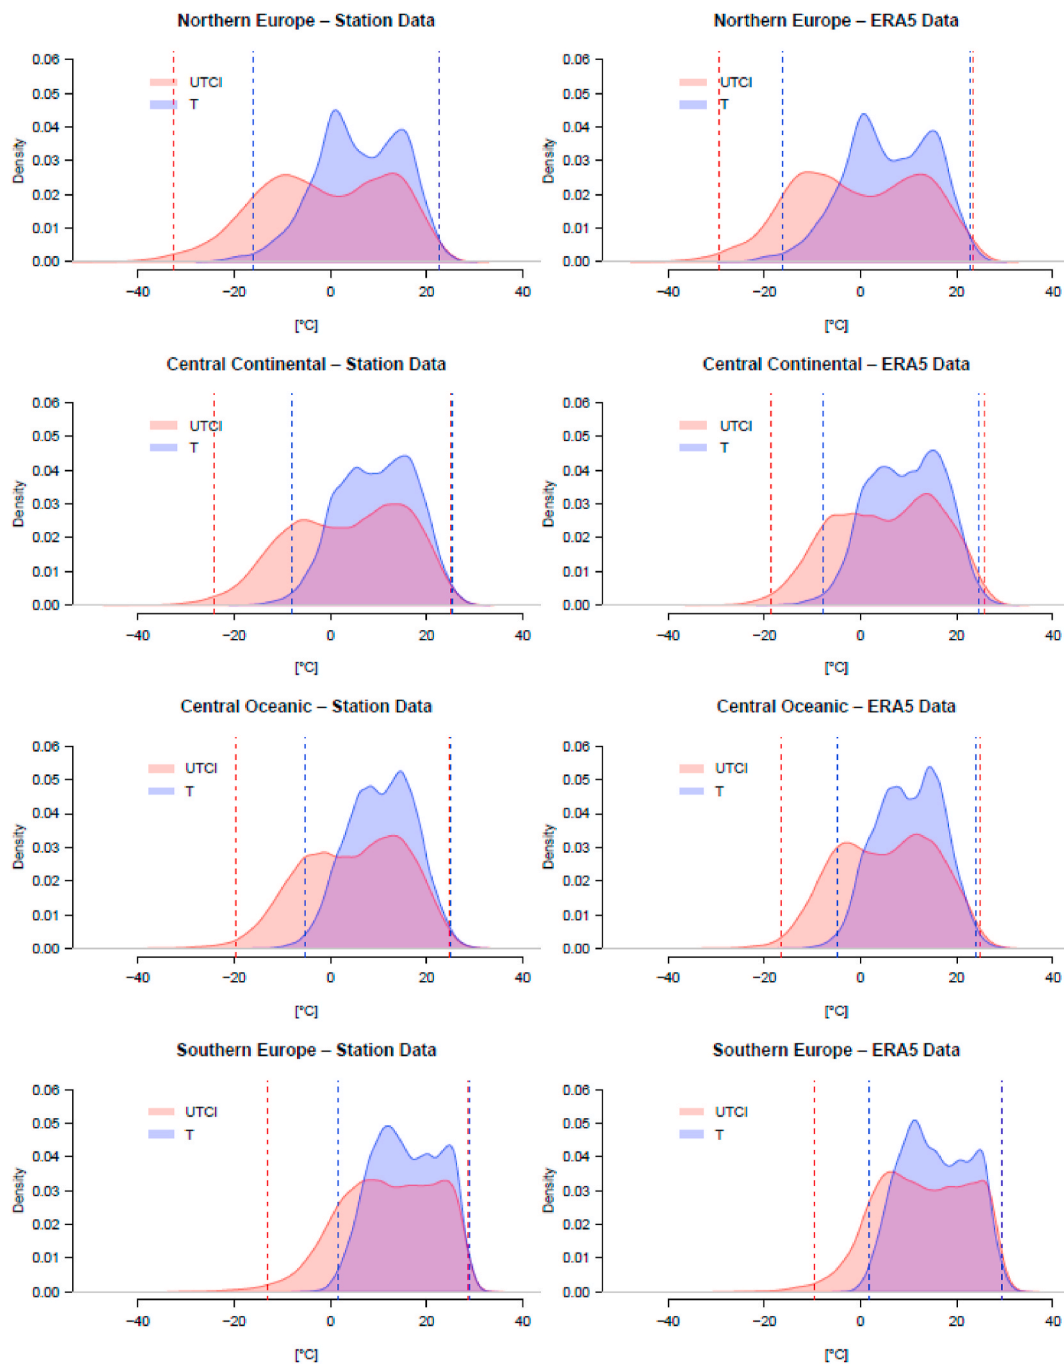 Northern Europe – Station Data
Northern Europe – ERA5 Data
0.06
0.05
0.04
0.03
0.02
0.01
0.00
Density
UTCI
T
−40
−20
0
20
40
[°C]
0.06
0.05
0.04
0.03
0.02
0.01
0.00
Density
UTCI
T
−40
−20
0
20
40
[°C]
Central Continental – Station Data
Central Continental – ERA5 Data
0.06
0.05
0.04
0.03
0.02
0.01
0.00
Density
UTCI
T
−40
−20
0
20
40
[°C]
0.06
0.05
0.04
0.03
0.02
0.01
0.00
Density
UTCI
T
−40
−20
0
20
40
[°C]
Central Oceanic – Station Data
Central Oceanic – ERA5 Data
0.06
0.05
0.04
0.03
0.02
0.01
0.00
Density
UTCI
T
−40
−20
0
20
40
[°C]
0.06
0.05
0.04
0.03
0.02
0.01
0.00
Density
UTCI
T
−40
−20
0
20
40
[°C]
Southern Europe – Station Data
Southern Europe – ERA5 Data
0.06
0.05
0.04
0.03
0.02
0.01
0.00
Density
UTCI
T
−40
−20
0
20
40
[°C]
0.06
0.05
0.04
0.03
0.02
0.01
0.00
Density
UTCI
T
−40
−20
0
20
40
[°C]